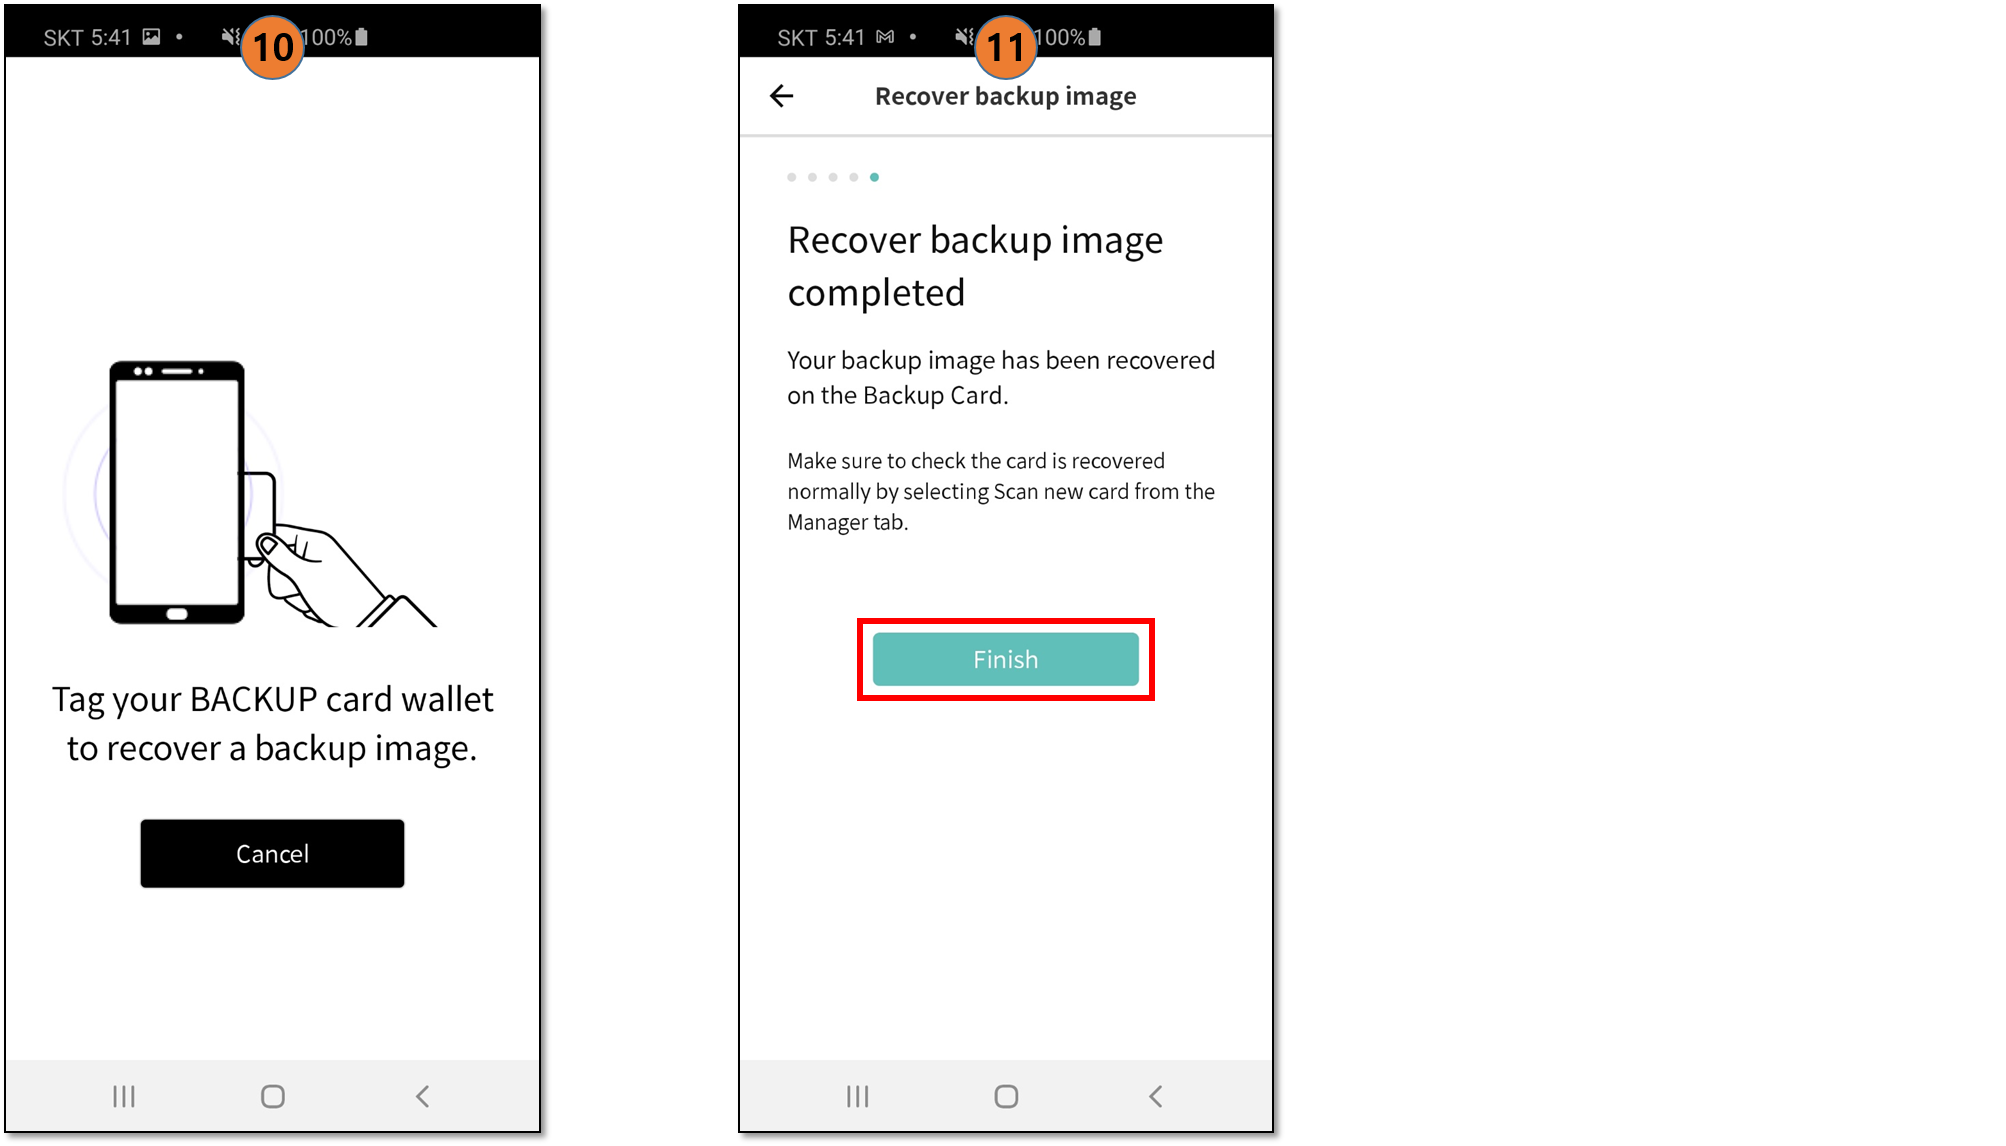 SKT 5:41
10
100%
Tag your BACKUP card wallet
to recover a backup image.
Cancel
SKT 5:41
11
100%
Recover backup image
Recover backup image
completed
Your backup image has been recovered
on the Backup Card.
Make sure to check the card is recovered
normally by selecting Scan new card from the
Manager tab.
Finish